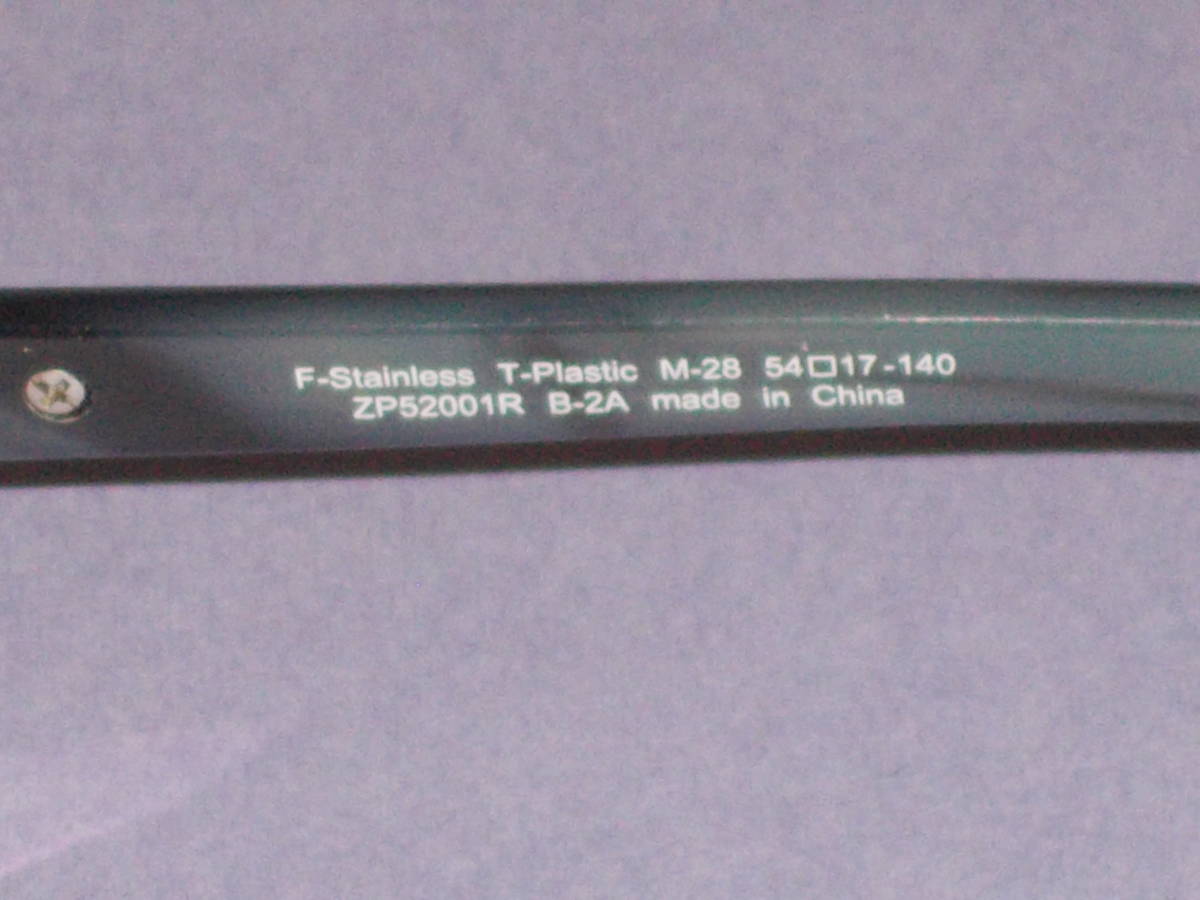 F-Stainless T-Plastic M-28 54□17-140
ZP52001R B-2A made in China